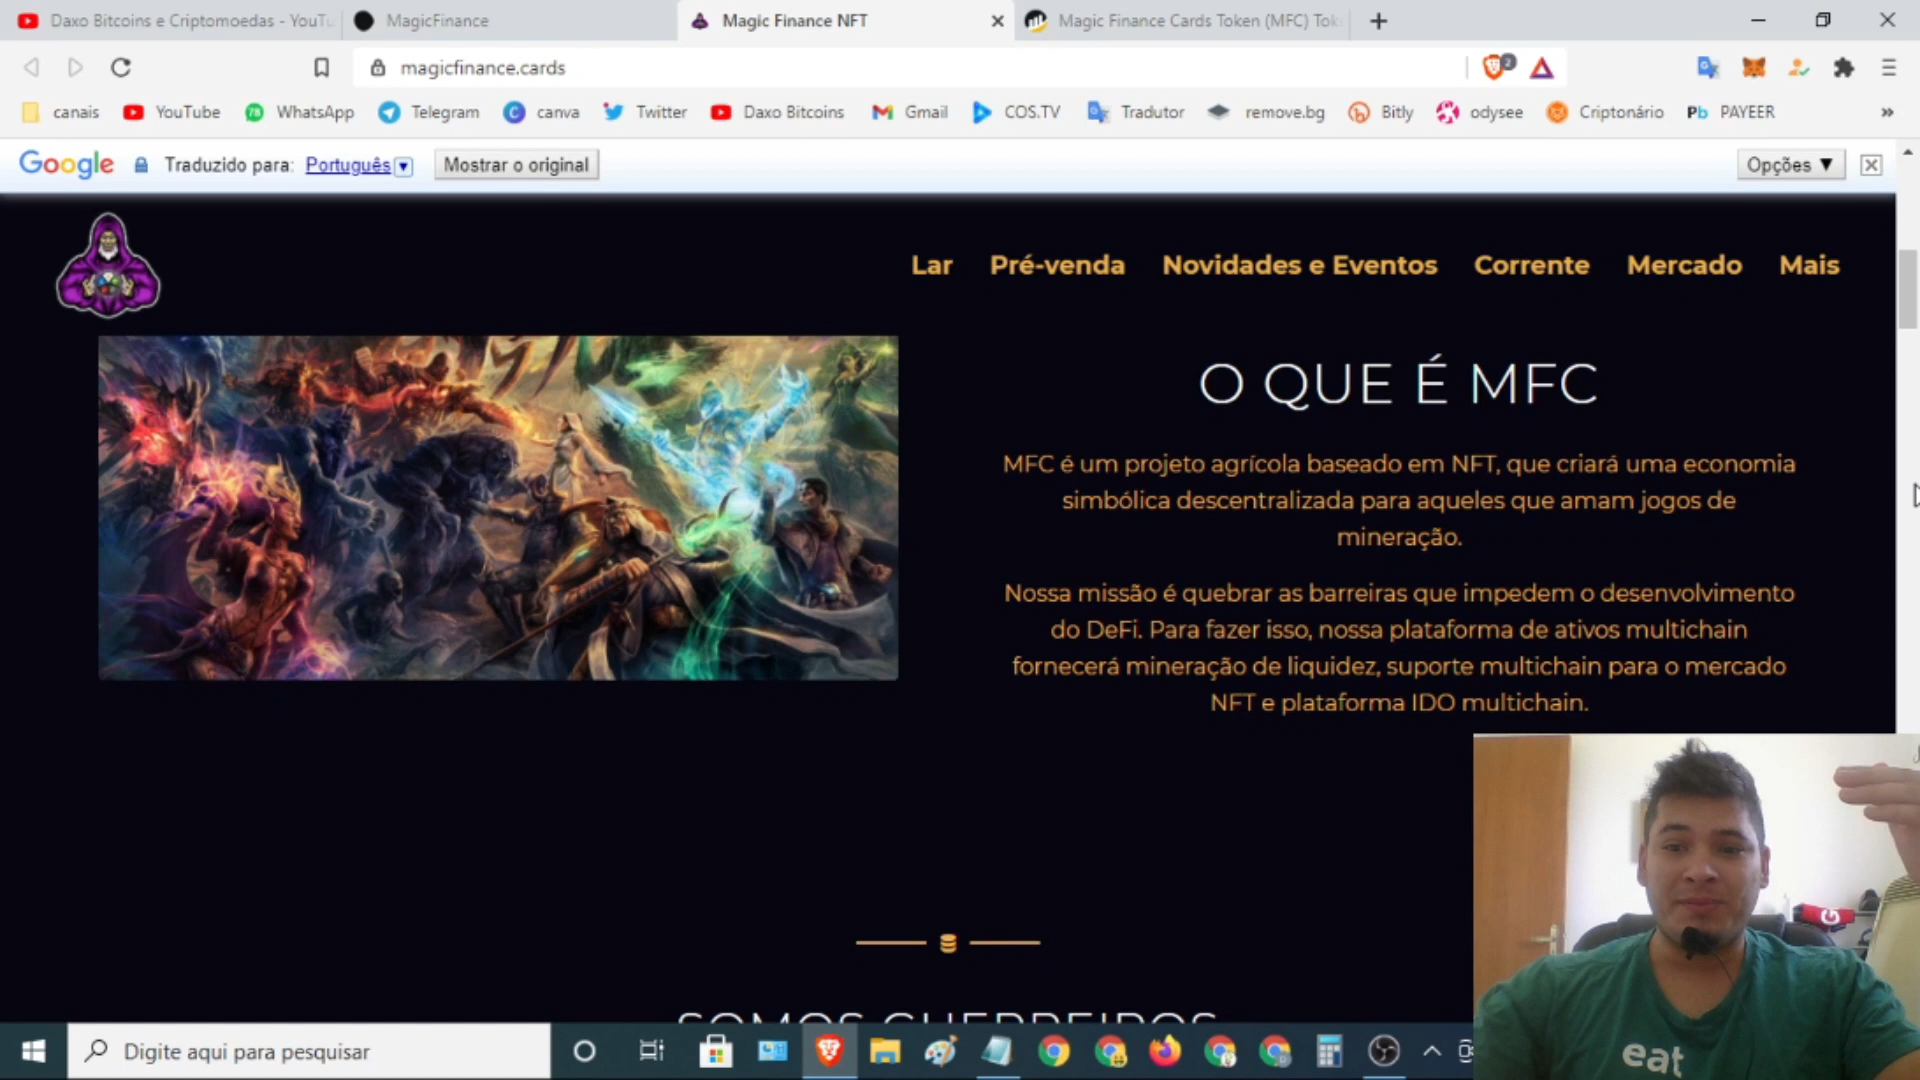 Daxo Bitcoins e Criptomoedas - YouTu
MagicFinance
Magic Finance NFT
Magic Finance Cards Token (MFC) Tok
magicfinance.cards
2
canais
YouTube
WhatsApp
Telegram
canva
Twitter
Daxo Bitcoins
Gmail
COS.TV
Tradutor
remove.bg
Bitly
odysee
Criptonário
Pb PAYEER
Google
Traduzido para: Português
Mostrar o original
Opções ▼
Lar
Pré-venda
Novidades e Eventos
Corrente
Mercado
Mais
O QUE É MFC
MFC é um projeto agrícola baseado em NFT, que criará uma economia
simbólica descentralizada para aqueles que amam jogos de
mineração.
Nossa missão é quebrar as barreiras que impedem o desenvolvimento
do DeFi. Para fazer isso, nossa plataforma de ativos multichain
fornecerá mineração de liquidez, suporte multichain para o mercado
NFT e plataforma IDO multichain.
SOMOS GUERREIROS
Digite aqui para pesquisar
eat